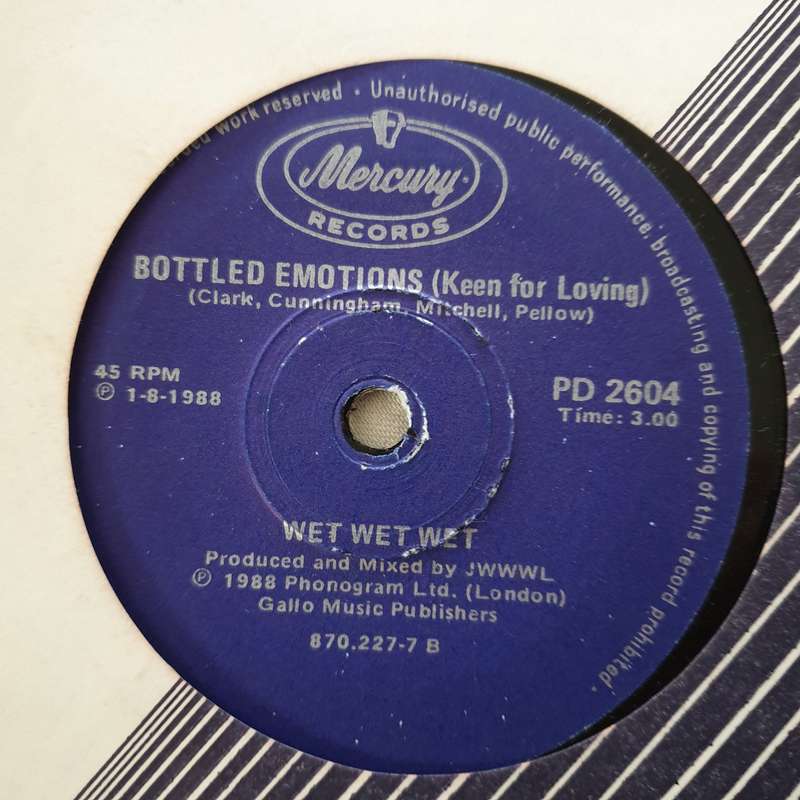 work reserved · Unauthorised public performance, broadcasting and copying of this record prohibited.
Mercury
RECORDS
BOTTLED EMOTIONS (Keen for Loving)
(Clark, Cunningham, Mitchell, Pellow)
45 RPM
℗ 1-8-1988
PD 2604
Time: 3.00
WET WET WET
Produced and Mixed by JWWWL
℗ 1988 Phonogram Ltd. (London)
Gallo Music Publishers
870.227-7 B